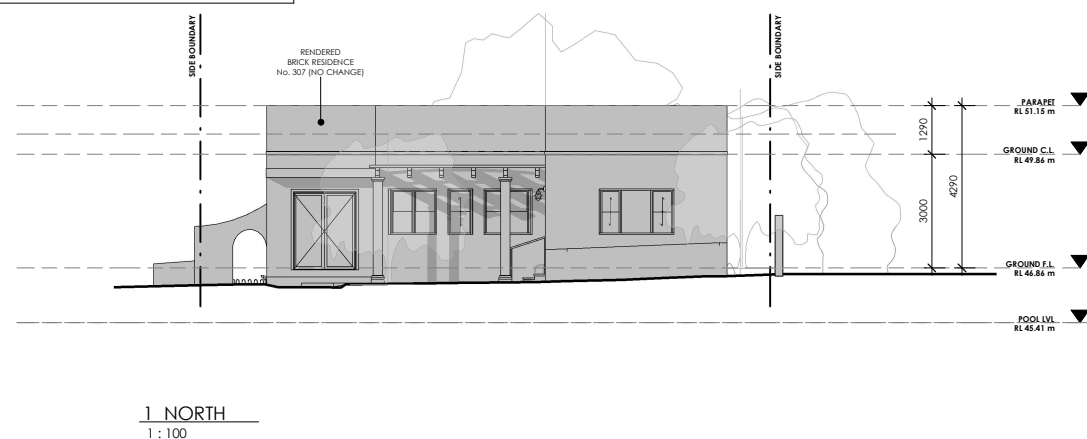 SIDE BOUNDARY
SIDE BOUNDARY
RENDERED
BRICK RESIDENCE
No. 307 (NO CHANGE)
PARAPET
RL 51.15 m
1290
GROUND C.L.
RL 49.86 m
4290
3000
GROUND F.L.
RL 46.86 m
POOL LVL
RL 45.41 m
1 NORTH
1 : 100